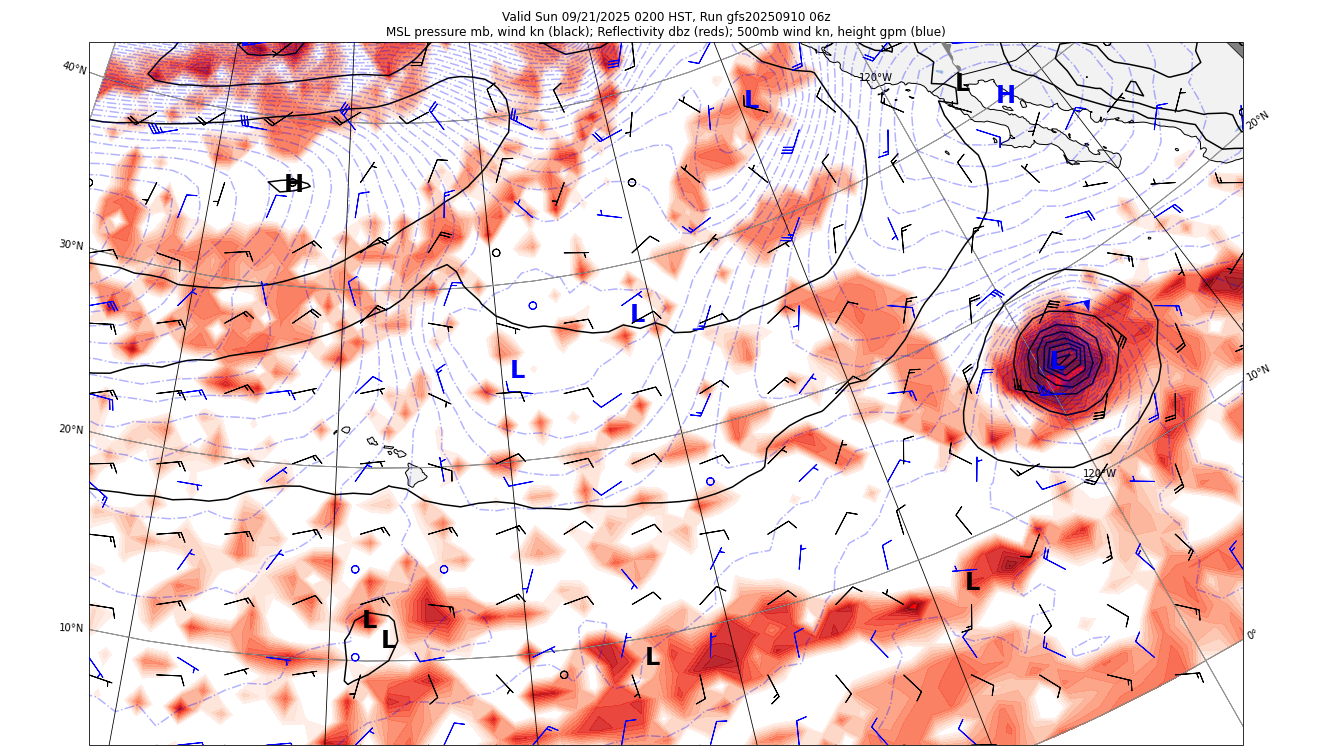 Valid Sun 09/21/2025 0200 HST, Run gfs20250910 06z
MSL pressure mb, wind kn (black); Reflectivity dbz (reds); 500mb wind kn, height gpm (blue)
40°N
120°W
L
H
L
20°N
H
30°N
L
L
L
10°N
20°N
120°W
L
10°N
L
L
L
0°